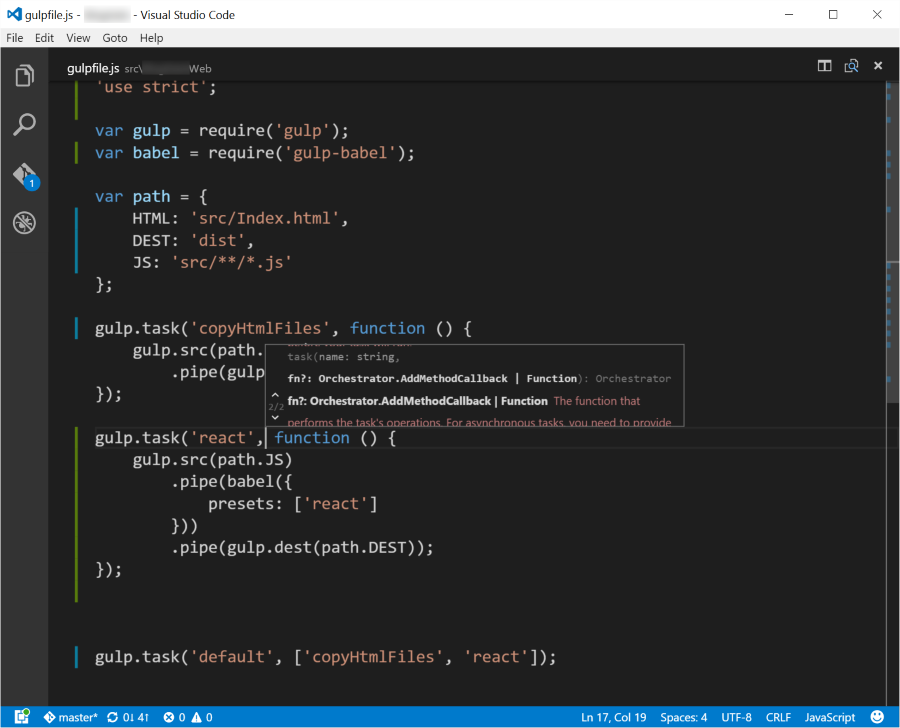 gulpfile.js - - Visual Studio Code
File Edit View Goto Help
gulpfile.js src\ Web
'use strict';
var gulp = require('gulp');
var babel = require('gulp-babel');
var path = {
HTML: 'src/Index.html',
DEST: 'dist',
JS: 'src/**/*.js'
};
gulp.task('copyHtmlFiles', function () {
gulp.src(path.
.pipe(gulp
});
task(name: string,
fn?: Orchestrator.AddMethodCallback | Function): Orchestrator
2/2
fn?: Orchestrator.AddMethodCallback | Function The function that
performs the task's operations. For asynchronous tasks, you need to provide
gulp.task('react', function () {
gulp.src(path.JS)
.pipe(babel({
presets: ['react']
}))
.pipe(gulp.dest(path.DEST));
});
gulp.task('default', ['copyHtmlFiles', 'react']);
1
master* 0↓ 4↑ 0 0 Ln 17, Col 19 Spaces: 4 UTF-8 CRLF JavaScript